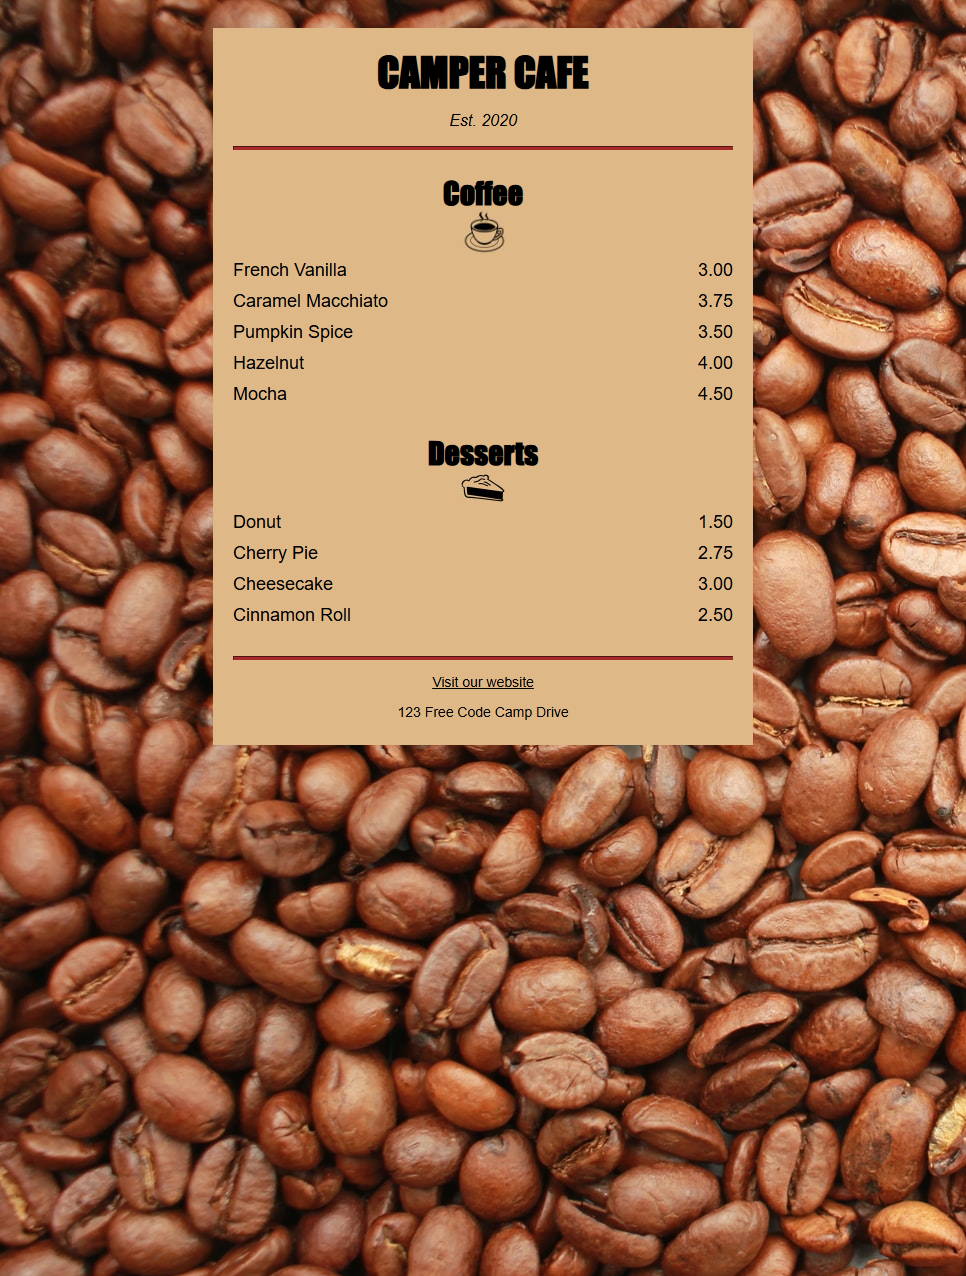 CAMPER CAFE
Est. 2020
Coffee
French Vanilla 3.00
Caramel Macchiato 3.75
Pumpkin Spice 3.50
Hazelnut 4.00
Mocha 4.50
Desserts
Donut 1.50
Cherry Pie 2.75
Cheesecake 3.00
Cinnamon Roll 2.50
Visit our website
123 Free Code Camp Drive